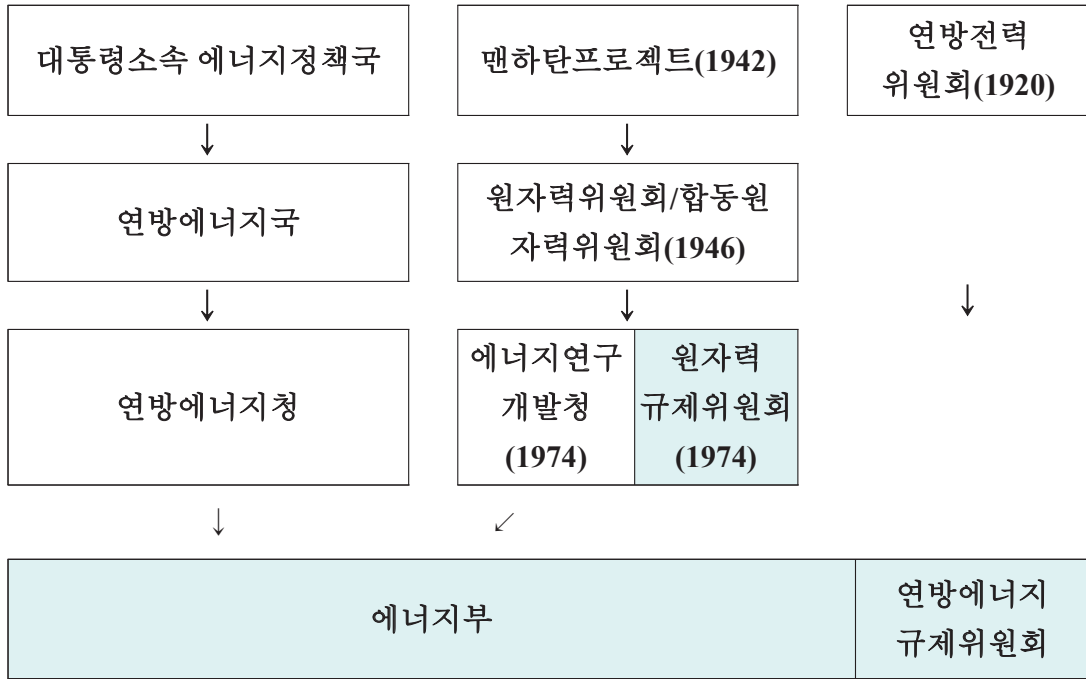 대통령소속 에너지정책국
맨하탄프로젝트(1942)
연방전력
위원회(1920)
↓
↓
연방에너지국
원자력위원회/합동원
자력위원회(1946)
↓
↓
↓
연방에너지청
에너지연구
개발청
(1974)
원자력
규제위원회
(1974)
↓
↙
에너지부
연방에너지
규제위원회